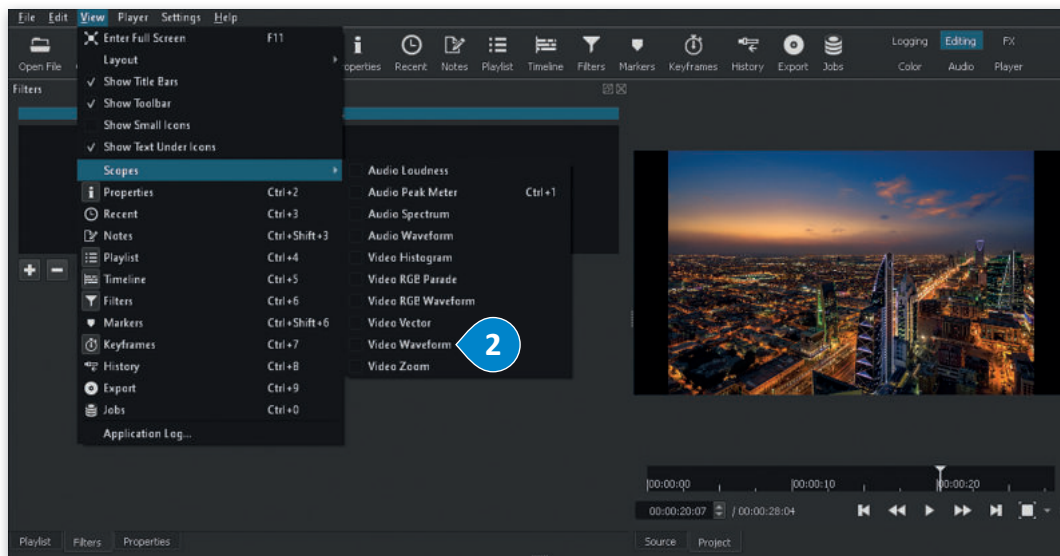 File Edit View Player Settings Help
Open File
operties Recent Notes Playlist Timeline Filters Markers Keyframes History Export Jobs
Logging Editing FX
Color Audio Player
Filters
Enter Full Screen F11
Layout
✓ Show Title Bars
✓ Show Toolbar
Show Small Icons
✓ Show Text Under Icons
Scopes
Properties Ctrl+2
Recent Ctrl+3
Notes Ctrl+Shift+3
Playlist Ctrl+4
Timeline Ctrl+5
Filters Ctrl+6
Markers Ctrl+Shift+6
Keyframes Ctrl+7
History Ctrl+8
Export Ctrl+9
Jobs Ctrl+0
Application Log...
Audio Loudness
Audio Peak Meter Ctrl+1
Audio Spectrum
Audio Waveform
Video Histogram
Video RGB Parade
Video RGB Waveform
Video Vector
Video Waveform
2
Video Zoom
00:00:00 00:00:10 00:00:20
00:00:20:07 / 00:00:28:04
Playlist Filters Properties
Source Project